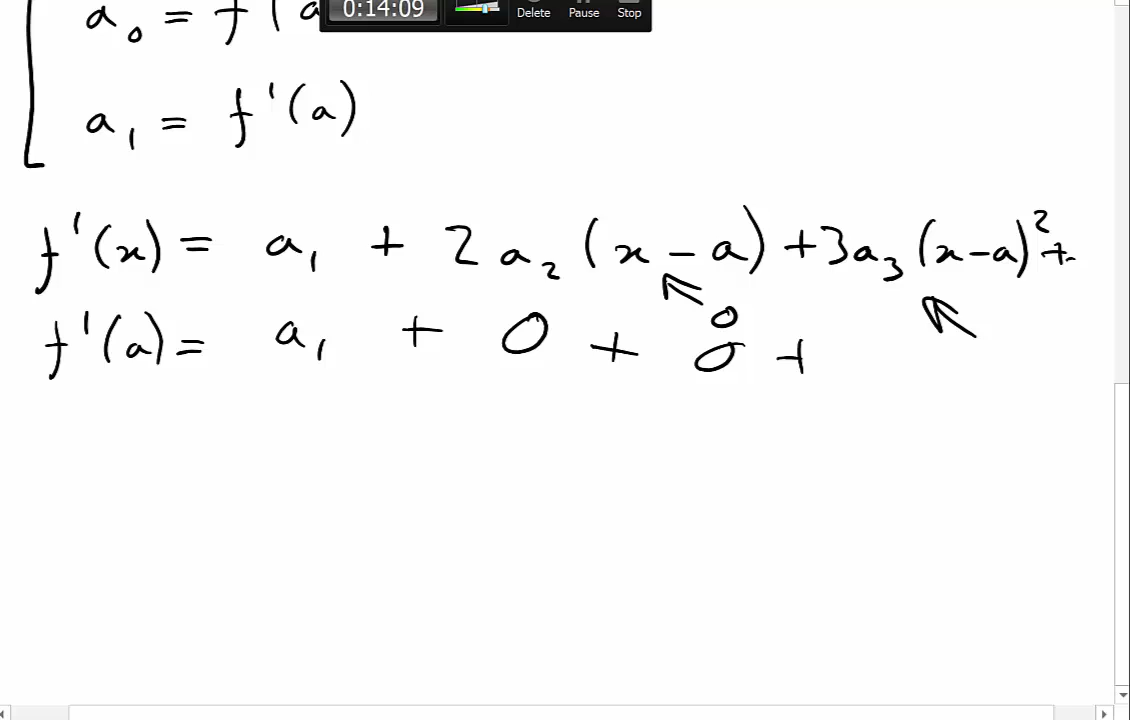 0:14:09
Delete Pause Stop
a₀ = f(a
a₁ = f'(a)
f'(x) = a₁ + 2a₂(x-a) + 3a₃(x-a)² +
0
f'(a) = a₁ + 0 + 0 +